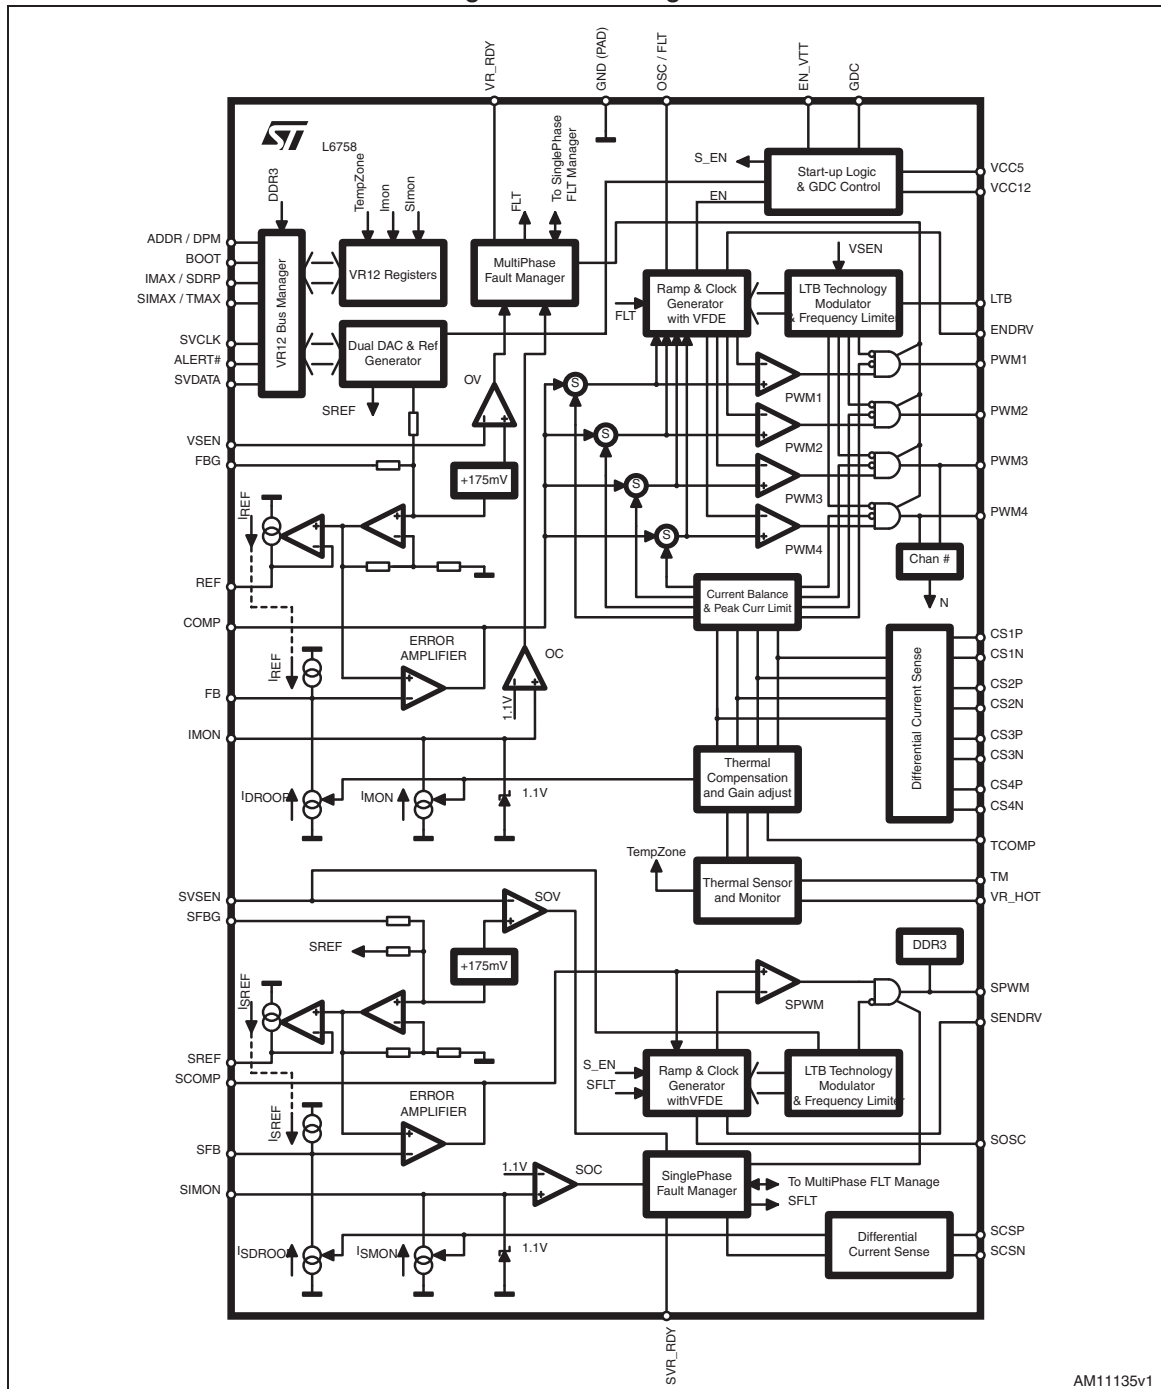 VR_RDY
GND (PAD)
OSC / FLT
EN_VTT
GDC
ST
L6758
DDR3
TempZone
Imon
SImon
FLT
To SinglePhase
FLT Manager
S_EN
EN
Start-up Logic
& GDC Control
VCC5
VCC12
ADDR / DPM
BOOT
IMAX / SDRP
SIMAX / TMAX
SVCLK
ALERT#
SVDATA
VR12 Bus Manager
VR12 Registers
MultiPhase
Fault Manager
Ramp & Clock
Generator
with VFDE
FLT
VSEN
LTB Technology
Modulator
& Frequency Limiter
LTB
ENDRV
Dual DAC & Ref
Generator
SREF
OV
S
S
S
S
PWM1
PWM2
PWM3
PWM4
PWM1
PWM2
PWM3
PWM4
VSEN
FBG
+175mV
IREF
REF
COMP
Chan #
N
Current Balance
& Peak Curr Limit
ERROR
AMPLIFIER
OC
1.1V
IREF
FB
IMON
Differential Current Sense
CS1P
CS1N
CS2P
CS2N
CS3P
CS3N
CS4P
CS4N
IDROOP
IMON
1.1V
Thermal
Compensation
and Gain adjust
TCOMP
TempZone
Thermal Sensor
and Monitor
TM
VR_HOT
SVSEN
SFBG
SREF
SOV
+175mV
DDR3
SPWM
SPWM
SENDRV
ISREF
SREF
SCOMP
S_EN
SFLT
Ramp & Clock
Generator
withVFDE
LTB Technology
Modulator
& Frequency Limiter
ERROR
AMPLIFIER
ISREF
SFB
SOSC
1.1V
SOC
SinglePhase
Fault Manager
To MultiPhase FLT Manage
SFLT
SIMON
ISDROOP
ISMON
1.1V
Differential
Current Sense
SCSP
SCSN
SVR_RDY
AM11135v1